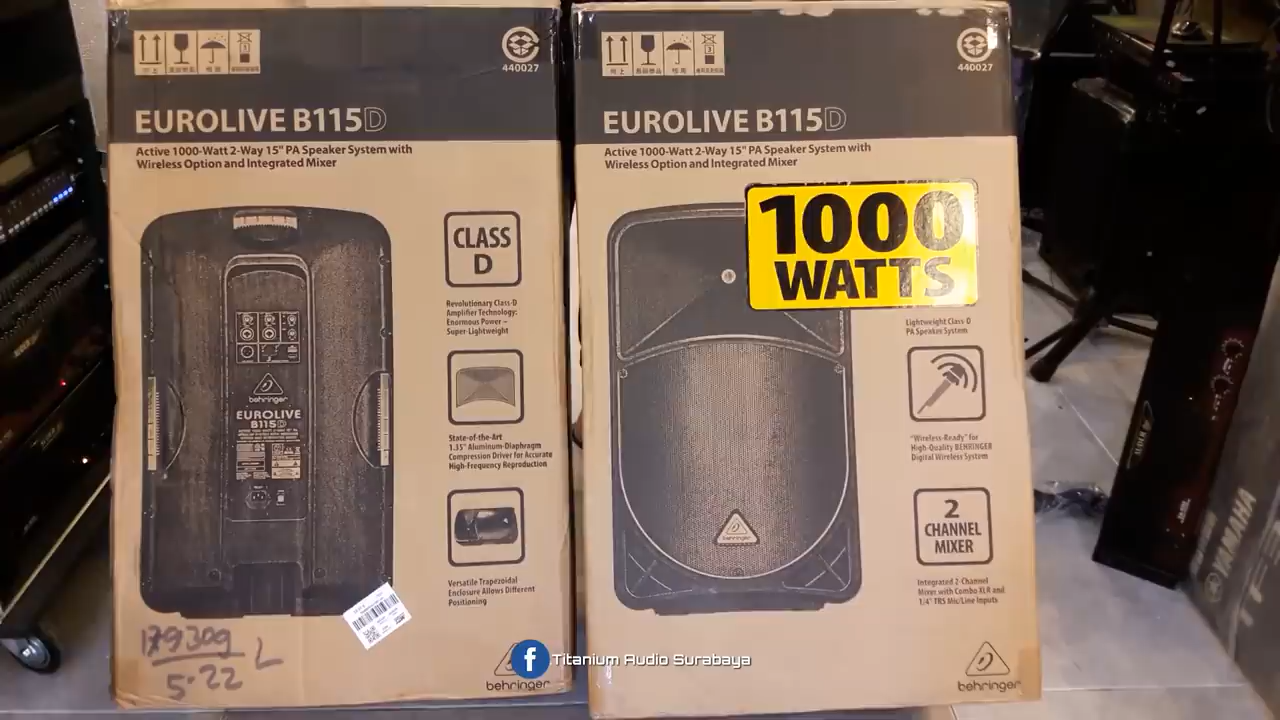 440027
EUROLIVE B115D
Active 1000-Watt 2-Way 15" PA Speaker System with
Wireless Option and Integrated Mixer
CLASS
D
Revolutionary Class-D
Amplifier Technology:
Enormous Power –
Super-Lightweight
State-of-the-Art
1.35" Aluminum-Diaphragm
Compression Driver for Accurate
High-Frequency Reproduction
Versatile Trapezoidal
Enclosure Allows Different
Positioning
behringer
EUROLIVE
B115D
5·22 L
behringer
440027
EUROLIVE B115D
Active 1000-Watt 2-Way 15" PA Speaker System with
Wireless Option and Integrated Mixer
1000
WATTS
Lightweight Class-D
PA Speaker System
"Wireless-Ready" for
High-Quality BEHRINGER
Digital Wireless System
2
CHANNEL
MIXER
Integrated 2-Channel
Mixer with Combo XLR and
1/4" TRS Mic/Line Inputs
behringer
behringer
Titanium Audio Surabaya
YAMAHA